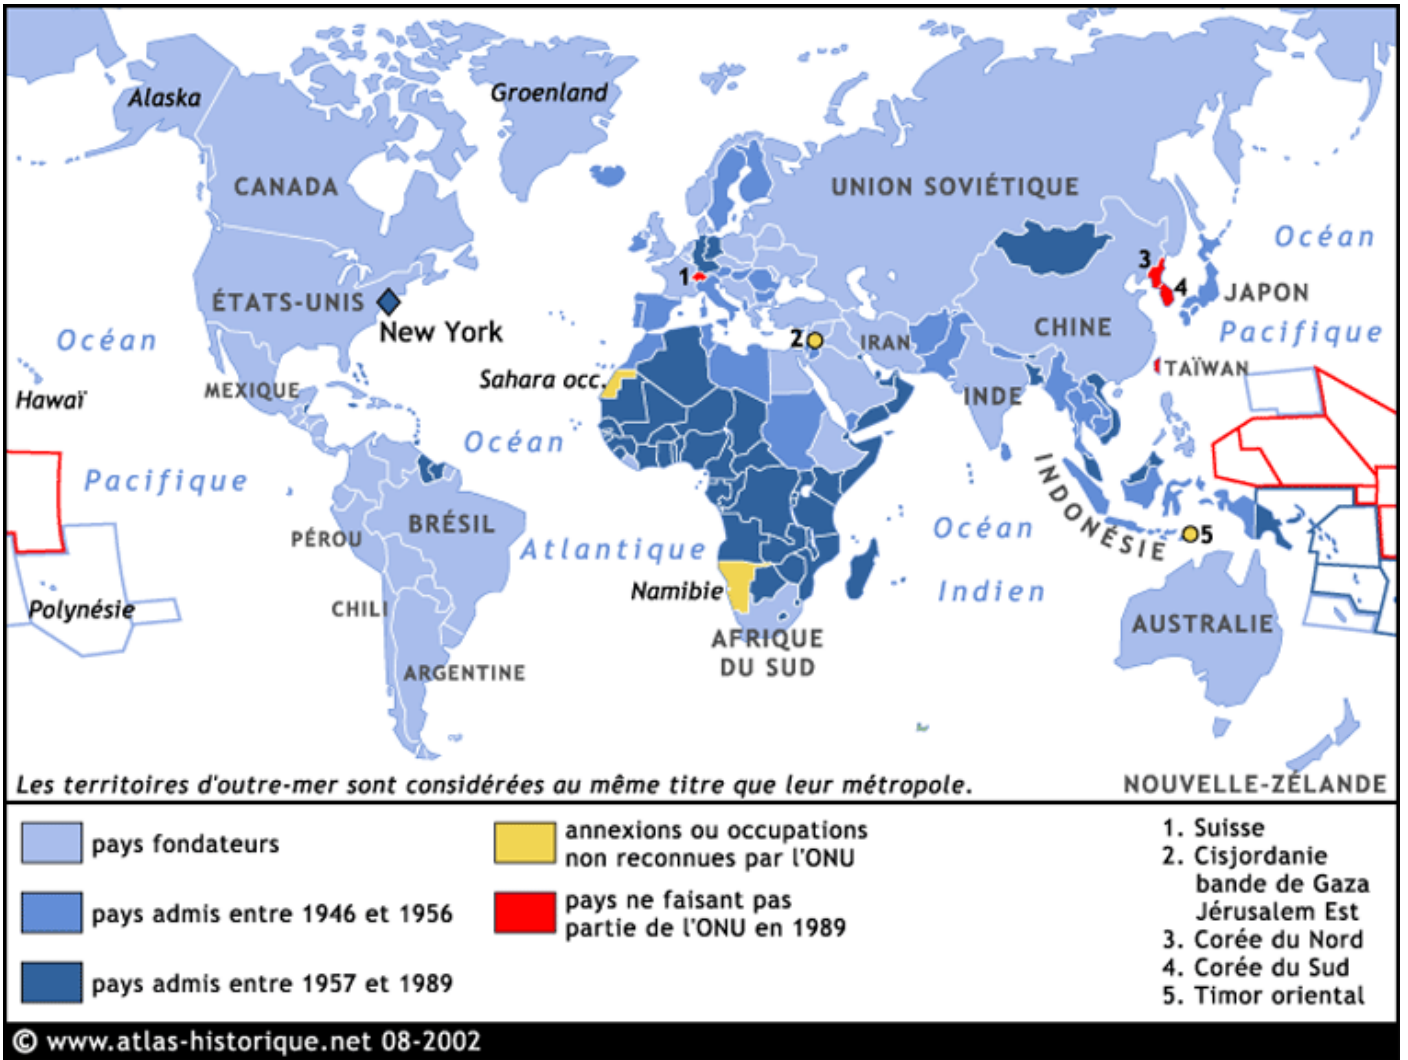 Alaska
Groenland
CANADA
UNION SOVIÉTIQUE
Océan
3
1
4
ÉTATS-UNIS
JAPON
New York
CHINE
Pacifique
Océan
2
IRAN
Sahara occ.
TAÏWAN
MEXIQUE
INDE
Hawaï
Océan
Pacifique
INDONÉSIE
BRÉSIL
PÉROU
Atlantique
Océan
5
Indien
Namibie
Polynésie
CHILI
AFRIQUE
DU SUD
AUSTRALIE
ARGENTINE
Les territoires d'outre-mer sont considérées au même titre que leur métropole.
NOUVELLE-ZÉLANDE
pays fondateurs
pays admis entre 1946 et 1956
pays admis entre 1957 et 1989
annexions ou occupations
non reconnues par l'ONU
pays ne faisant pas
partie de l'ONU en 1989
1. Suisse
2. Cisjordanie
bande de Gaza
Jérusalem Est
3. Corée du Nord
4. Corée du Sud
5. Timor oriental
© www.atlas-historique.net 08-2002